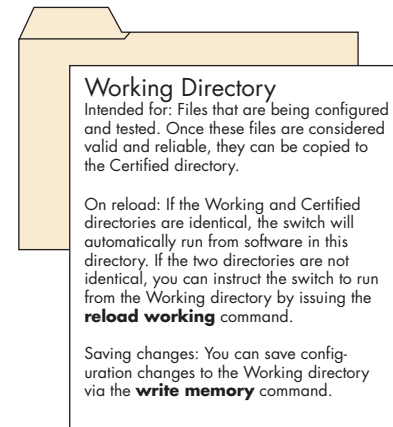 Working Directory
Intended for: Files that are being configured
and tested. Once these files are considered
valid and reliable, they can be copied to
the Certified directory.
On reload: If the Working and Certified
directories are identical, the switch will
automatically run from software in this
directory. If the two directories are not
identical, you can instruct the switch to run
from the Working directory by issuing the
reload working command.
Saving changes: You can save config-
uration changes to the Working directory
via the write memory command.